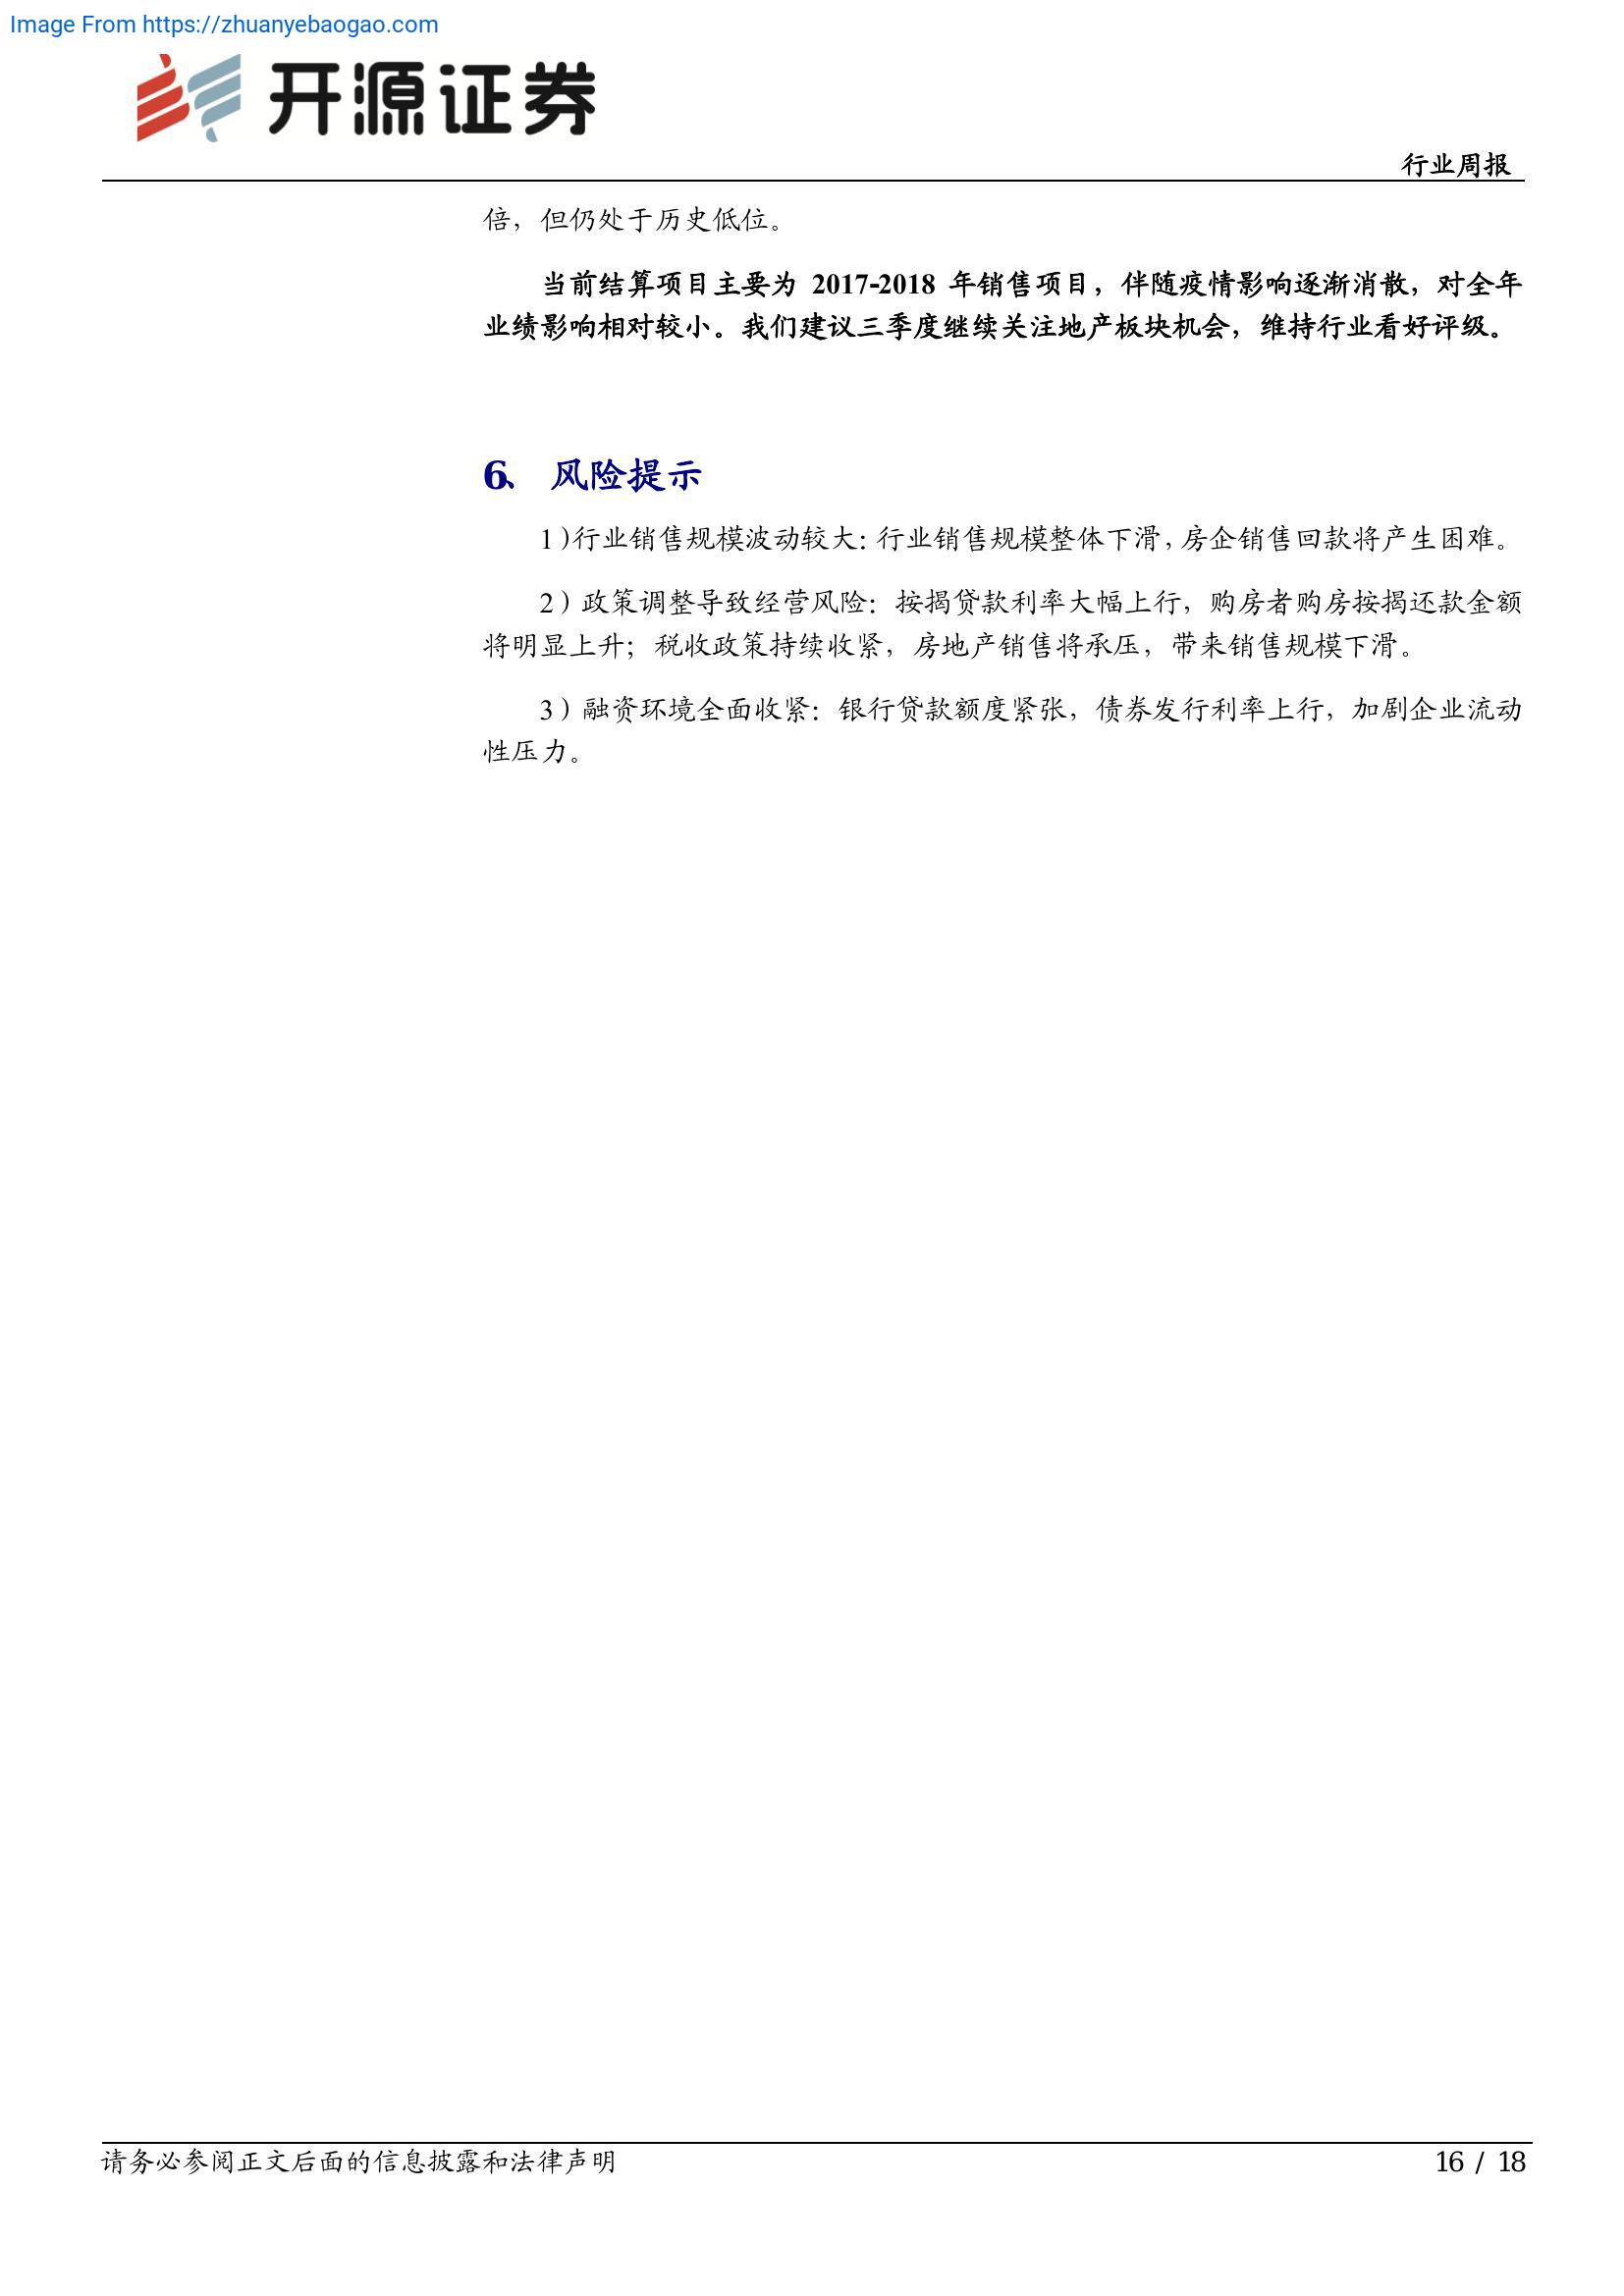 Image From https://zhuanyebaogao.com
开源证券
行业周报
倍，但仍处于历史低位。
当前结算项目主要为 2017-2018 年销售项目，伴随疫情影响逐渐消散，对全年
业绩影响相对较小。我们建议三季度继续关注地产板块机会，维持行业看好评级。
6、 风险提示
1）行业销售规模波动较大：行业销售规模整体下滑，房企销售回款将产生困难。
2）政策调整导致经营风险：按揭贷款利率大幅上行，购房者购房按揭还款金额
将明显上升；税收政策持续收紧，房地产销售将承压，带来销售规模下滑。
3）融资环境全面收紧：银行贷款额度紧张，债券发行利率上行，加剧企业流动
性压力。
请务必参阅正文后面的信息披露和法律声明
16 / 18